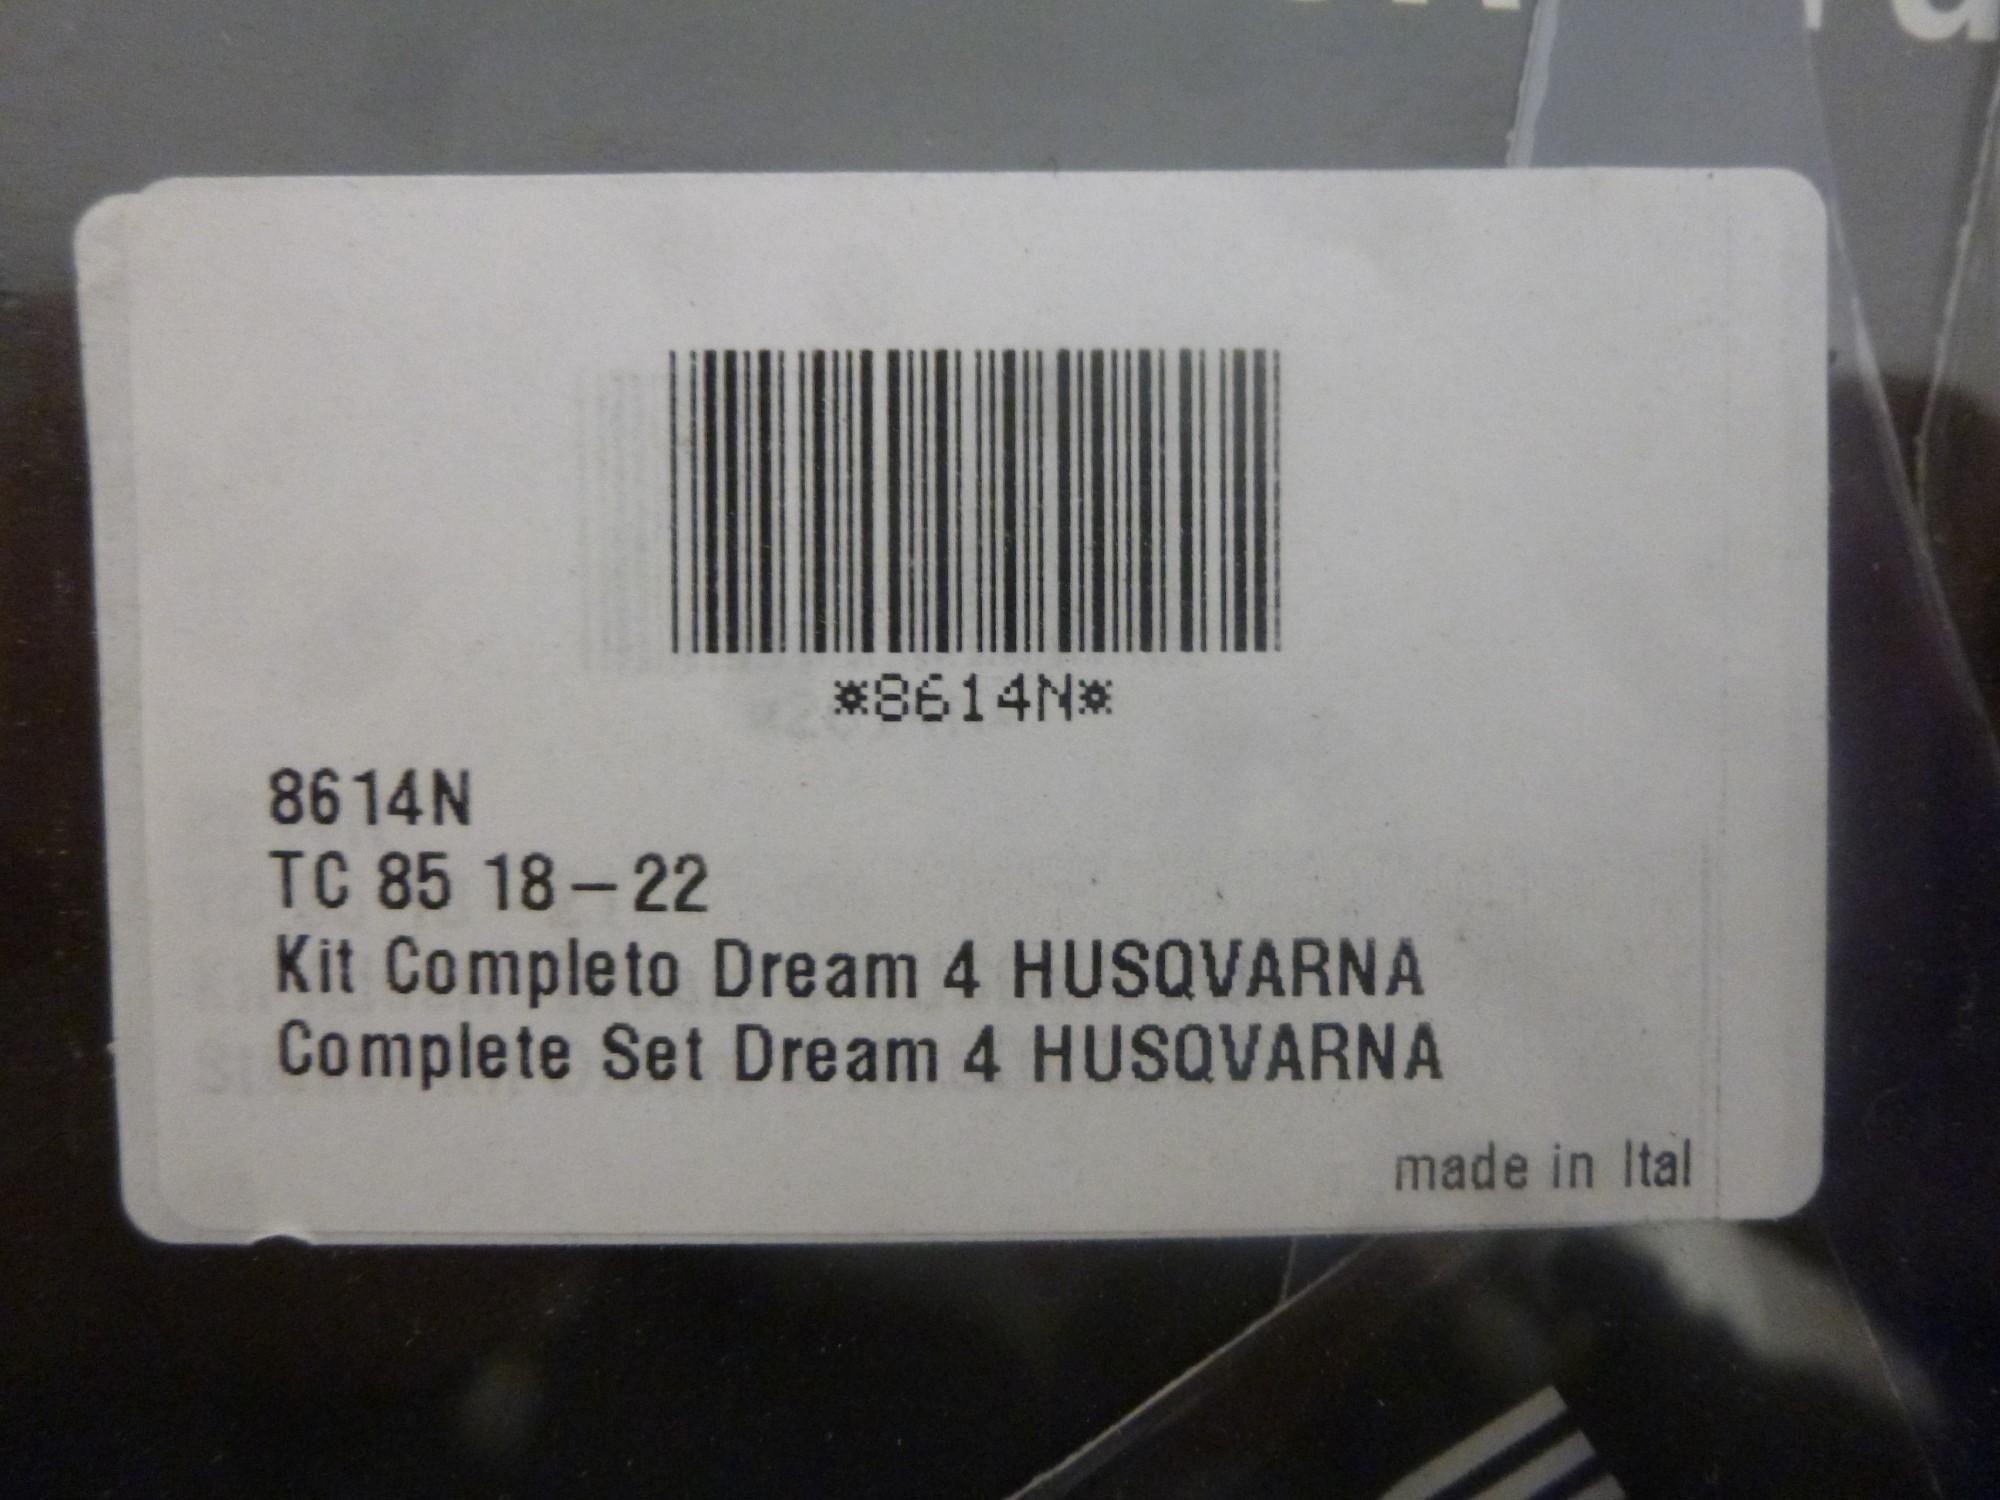 *8614N*
8614N
TC 85 18-22
Kit Completo Dream 4 HUSQVARNA
Complete Set Dream 4 HUSQVARNA
made in Ital